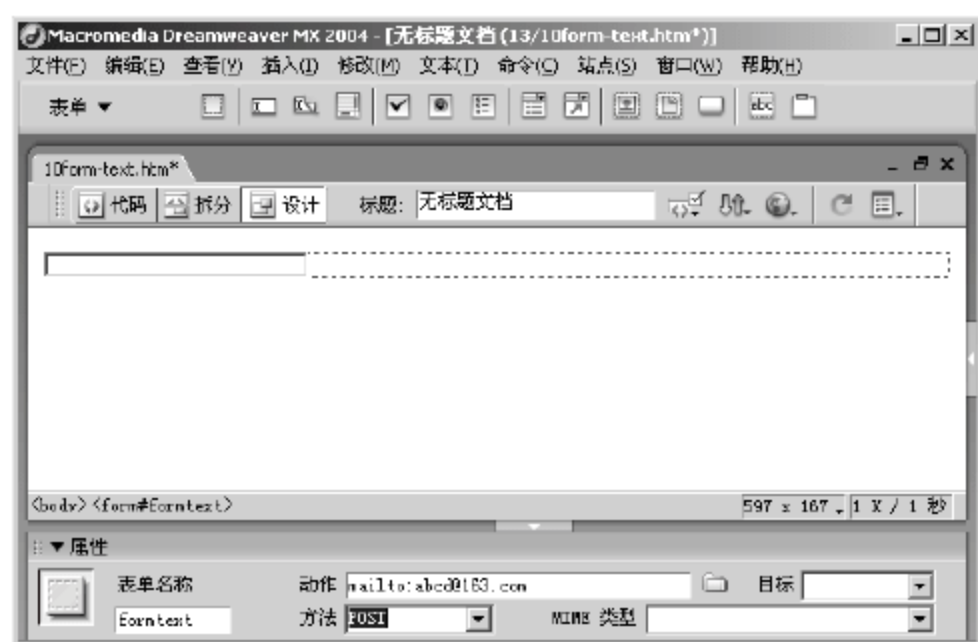 Macromedia Dreamweaver MX 2004 - [无标题文档 (13/10form-text.htm*)]
文件(F) 编辑(E) 查看(V) 插入(I) 修改(M) 文本(T) 命令(C) 站点(S) 窗口(W) 帮助(H)
表单
abc
10form-text.htm*
代码 拆分 设计 标题: 无标题文档
<body> <form#formtext> 597 x 167 1 K / 1 秒
属性
表单名称 动作 mailto:abcd@163.com 目标
formtext 方法 POST MIME 类型